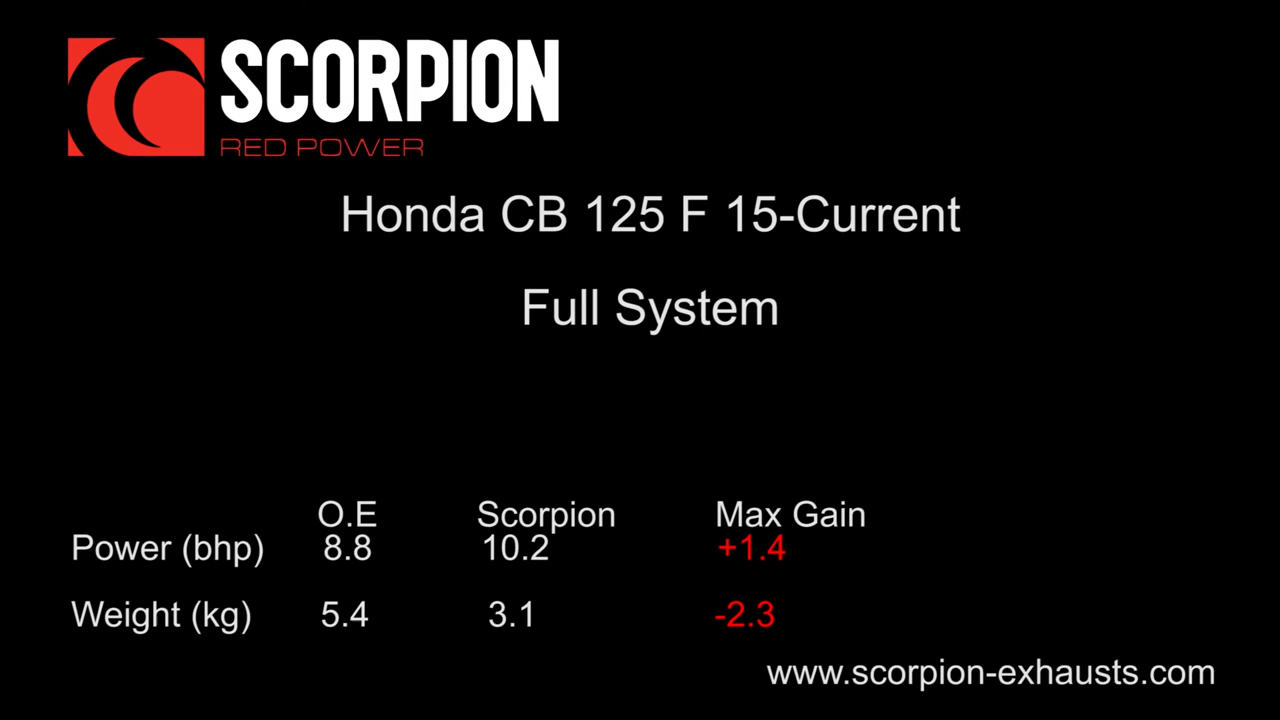 SCORPION
RED POWER
Honda CB 125 F 15-Current
Full System
O.E Scorpion Max Gain
Power (bhp) 8.8 10.2 +1.4
Weight (kg) 5.4 3.1 -2.3
www.scorpion-exhausts.com